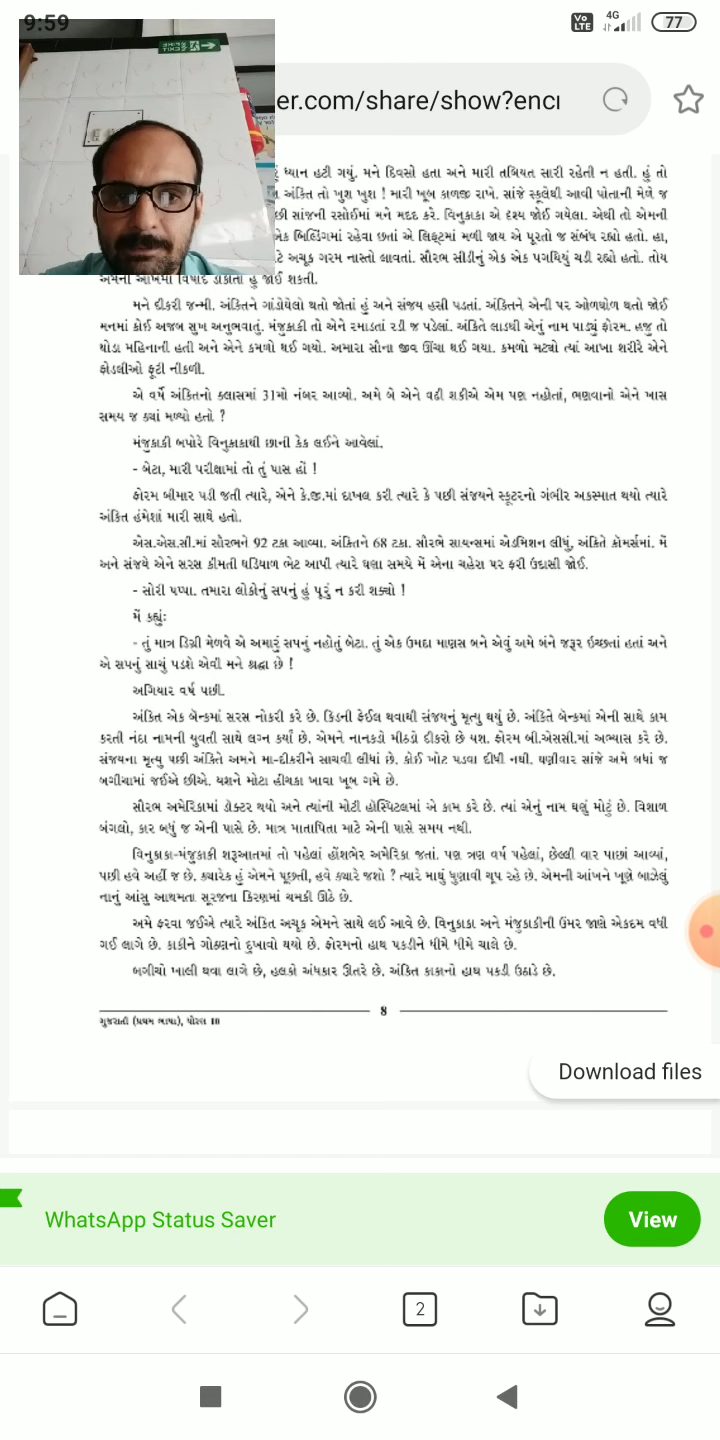 9:59
Vo LTE 4G 77
er.com/share/show?enc
ધ્યાન હટી ગયું. મને દિવસો હતા અને મારી તબિયત સારી રહેતી ન હતી. હું તો
અંકિત તો ખુશ ખુશ ! મારી ખૂબ કાળજી રાખે. સાંજે સ્કૂલેથી આવી પોતાની મેળે જ
છી સાંજની રસોઈમાં મને મદદ કરે. વિનુકાકા એ દૃશ્ય જોઈ ગયેલા. એથી તો એમની
એક બિલ્ડિંગમાં રહેવા છતાં એ લિફ્ટમાં મળી જાય એ પૂરતો જ સંબંધ રહ્યો હતો. હા,
ટે અચૂક ગરમ નાસ્તો લાવતાં. સૌરભ સીડીનું એક એક પગથિયું ચડી રહ્યો હતો. તોય
અમની આંખમાં વિષાદ ડોકાતો હું જોઈ શકતી.
મને દીકરી જન્મી. અંકિતને ગાંડોઘેલો થતો જોતાં હું અને સંજય હસી પડતાં. અંકિતને એની પર ઓળઘોળ થતો જોઈ
મનમાં કોઈ અજબ સુખ અનુભવાતું. મંજુકાકી તો એને રમાડતાં રડી જ પડેલાં. અંકિતે લાડથી એનું નામ પાડ્યું ફોરમ. હજુ તો
થોડા મહિનાની હતી અને એને કમળો થઈ ગયો. અમારા સૌના જીવ ઊંચા થઈ ગયા. કમળો મટ્યો ત્યાં આખા શરીરે એને
ફોડલીઓ ફૂટી નીકળી.
એ વર્ષે અંકિતનો ક્લાસમાં 31મો નંબર આવ્યો. અમે બે એને વઢી શકીએ એમ પણ નહોતાં, ભણવાનો એને ખાસ
સમય જ ક્યાં મળ્યો હતો ?
મંજુકાકી બપોરે વિનુકાકાથી છાની કેક લઈને આવેલાં.
- બેટા, મારી પરીક્ષામાં તો તું પાસ હોં !
ફોરમ બીમાર પડી જતી ત્યારે, એને કે.જી.માં દાખલ કરી ત્યારે કે પછી સંજયને સ્કૂટરનો ગંભીર અકસ્માત થયો ત્યારે
અંકિત હંમેશાં મારી સાથે હતો.
એસ.એસ.સી.માં સૌરભને 92 ટકા આવ્યા. અંકિતને 68 ટકા. સૌરભે સાયન્સમાં એડમિશન લીધું, અંકિતે કૉમર્સમાં. મેં
અને સંજયે એને સરસ કીમતી ઘડિયાળ ભેટ આપી ત્યારે ઘણા સમયે મેં એના ચહેરા પર ફરી ઉદાસી જોઈ.
- સોરી પપ્પા. તમારા લોકોનું સપનું હું પૂરું ન કરી શક્યો !
મેં કહ્યું:
- તું માત્ર ડિગ્રી મેળવે એ અમારું સપનું નહોતું બેટા. તું એક ઉમદા માણસ બને એવું અમે બંને જરૂર ઇચ્છતાં હતાં અને
એ સપનું સાચું પડશે એવી મને શ્રદ્ધા છે !
અગિયાર વર્ષ પછી.
અંકિત એક બૅન્કમાં સરસ નોકરી કરે છે. કિડની ફેઈલ થવાથી સંજયનું મૃત્યુ થયું છે. અંકિતે બૅન્કમાં એની સાથે કામ
કરતી નંદા નામની યુવતી સાથે લગ્ન કર્યાં છે. એમને નાનકડો મીઠડો દીકરો છે યશ. ફોરમ બી.એસસી.માં અભ્યાસ કરે છે.
સંજયના મૃત્યુ પછી અંકિતે અમને મા-દીકરીને સાચવી લીધાં છે. કોઈ ખોટ પડવા દીધી નથી. ઘણીવાર સાંજે અમે બધાં જ
બગીચામાં જઈએ છીએ. યશને મોટા હીંચકા ખાવા ખૂબ ગમે છે.
સૌરભ અમેરિકામાં ડૉક્ટર થયો અને ત્યાંની મોટી હૉસ્પિટલમાં એ કામ કરે છે. ત્યાં એનું નામ ઘણું મોટું છે. વિશાળ
બંગલો, કાર બધું જ એની પાસે છે. માત્ર માતાપિતા માટે એની પાસે સમય નથી.
વિનુકાકા-મંજુકાકી શરૂઆતમાં તો પહેલાં હોંશભેર અમેરિકા જતાં. પણ ત્રણ વર્ષ પહેલાં, છેલ્લી વાર પાછાં આવ્યાં,
પછી હવે અહીં જ છે. ક્યારેક હું એમને પૂછતી, હવે ક્યારે જશો ? ત્યારે માથું ધુણાવી ચૂપ રહે છે. એમની આંખને ખૂણે બાઝેલું
નાનું આંસુ આથમતા સૂરજના કિરણમાં ચમકી ઊઠે છે.
અમે ફરવા જઈએ ત્યારે અંકિત અચૂક એમને સાથે લઈ આવે છે. વિનુકાકા અને મંજુકાકીની ઉંમર જાણે એકદમ વધી
ગઈ લાગે છે. કાકીને ગોઠણનો દુખાવો થયો છે. ફોરમનો હાથ પકડીને ધીમે ધીમે ચાલે છે.
બગીચો ખાલી થવા લાગે છે, હલકો અંધકાર ઊતરે છે. અંકિત કાકાનો હાથ પકડી ઉઠાડે છે.
8
ગુજરાતી (પ્રથમ ભાષા), ધોરણ 10
Download files
WhatsApp Status Saver
View
2